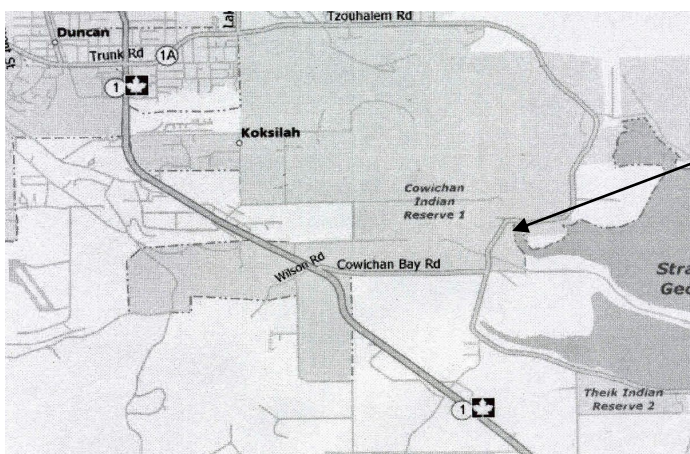 Tzouhalem Rd
Duncan
Trunk Rd
1A
1
Koksilah
Cowichan
Indian
Reserve 1
Wilson Rd
Cowichan Bay Rd
Stra
Geo
Theik Indian
Reserve 2
1